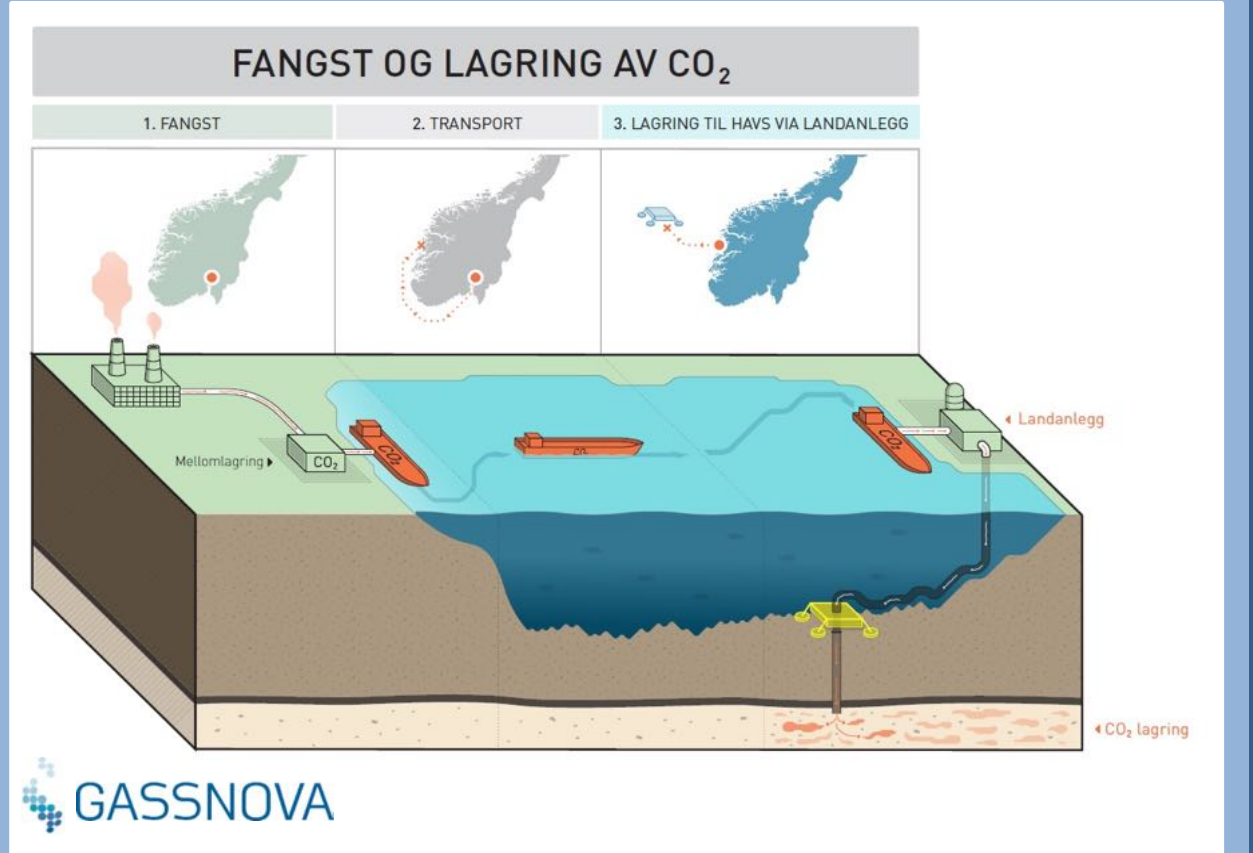 FANGST OG LAGRING AV CO₂
1. FANGST
2. TRANSPORT
3. LAGRING TIL HAVS VIA LANDANLEGG
Landanlegg
Mellomlagring
CO₂
CO₂
CO₂
CO₂ lagring
GASSNOVA